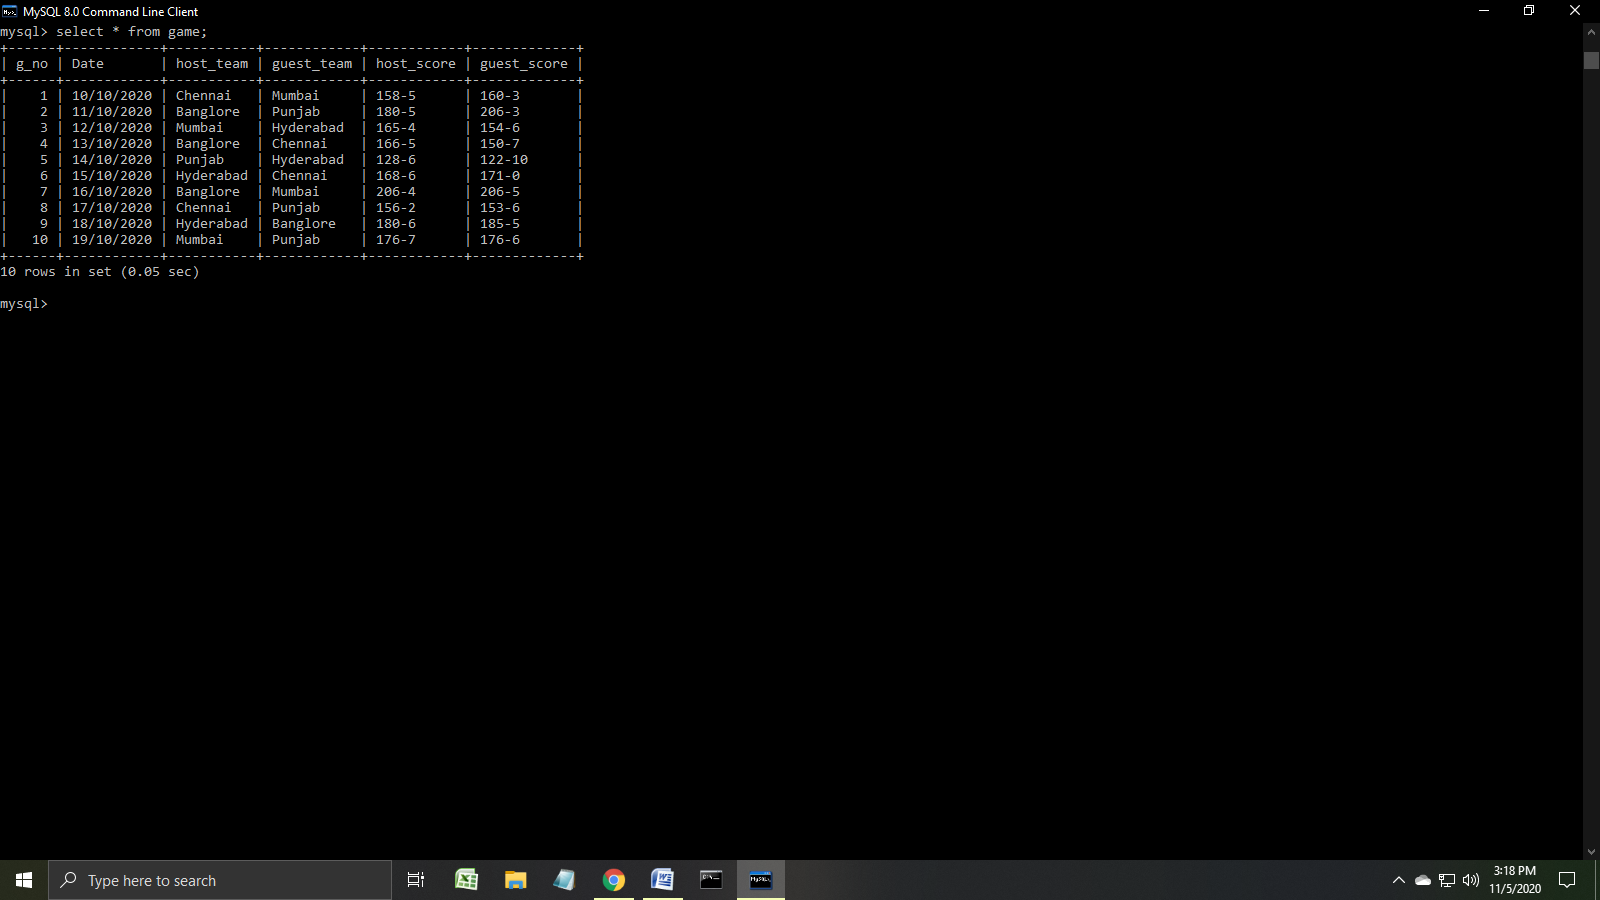 MySQL 8.0 Command Line Client
mysql> select * from game;
+------+------------+-----------+------------+------------+-------------+
| g_no | Date       | host_team | guest_team | host_score | guest_score |
+------+------------+-----------+------------+------------+-------------+
|    1 | 10/10/2020 | Chennai   | Mumbai     | 158-5      | 160-3       |
|    2 | 11/10/2020 | Banglore  | Punjab     | 180-5      | 206-3       |
|    3 | 12/10/2020 | Mumbai    | Hyderabad  | 165-4      | 154-6       |
|    4 | 13/10/2020 | Banglore  | Chennai    | 166-5      | 150-7       |
|    5 | 14/10/2020 | Punjab    | Hyderabad  | 128-6      | 122-10      |
|    6 | 15/10/2020 | Hyderabad | Chennai    | 168-6      | 171-0       |
|    7 | 16/10/2020 | Banglore  | Mumbai     | 206-4      | 206-5       |
|    8 | 17/10/2020 | Chennai   | Punjab     | 156-2      | 153-6       |
|    9 | 18/10/2020 | Hyderabad | Banglore   | 180-6      | 185-5       |
|   10 | 19/10/2020 | Mumbai    | Punjab     | 176-7      | 176-6       |
+------+------------+-----------+------------+------------+-------------+
10 rows in set (0.05 sec)
mysql>
Type here to search
3:18 PM
11/5/2020